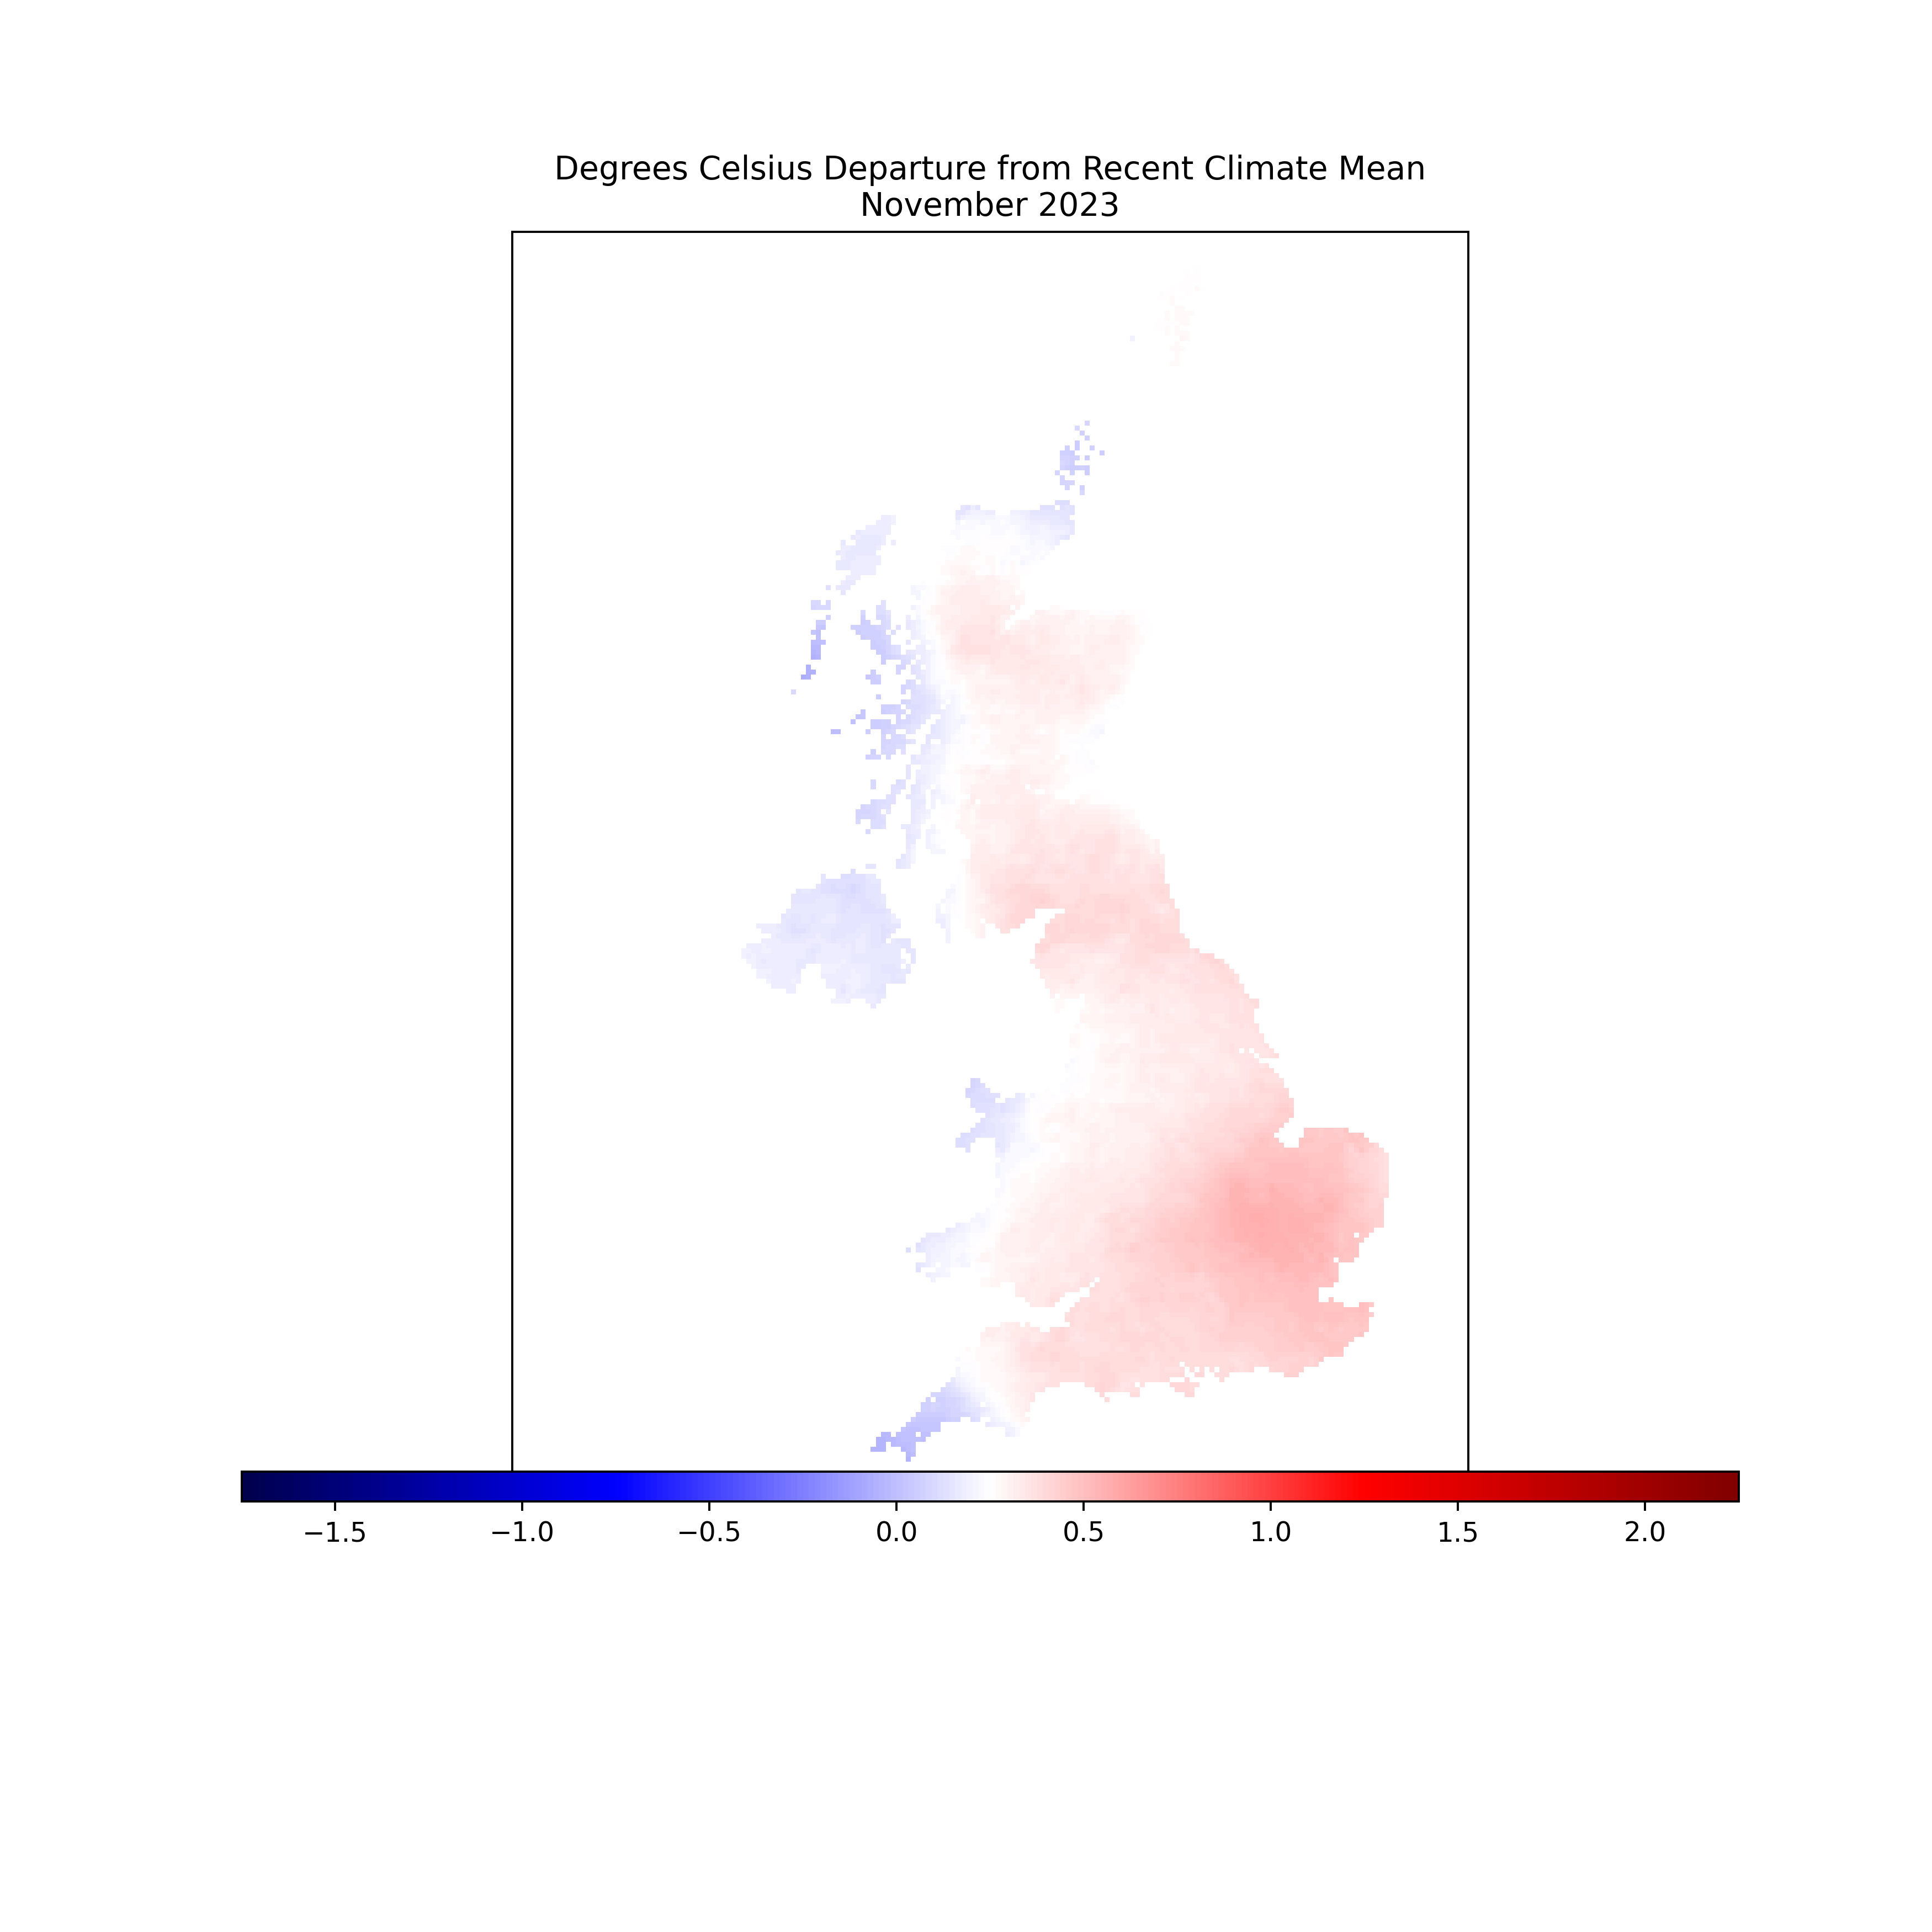 Degrees Celsius Departure from Recent Climate Mean
November 2023
−1.5 −1.0 −0.5 0.0 0.5 1.0 1.5 2.0